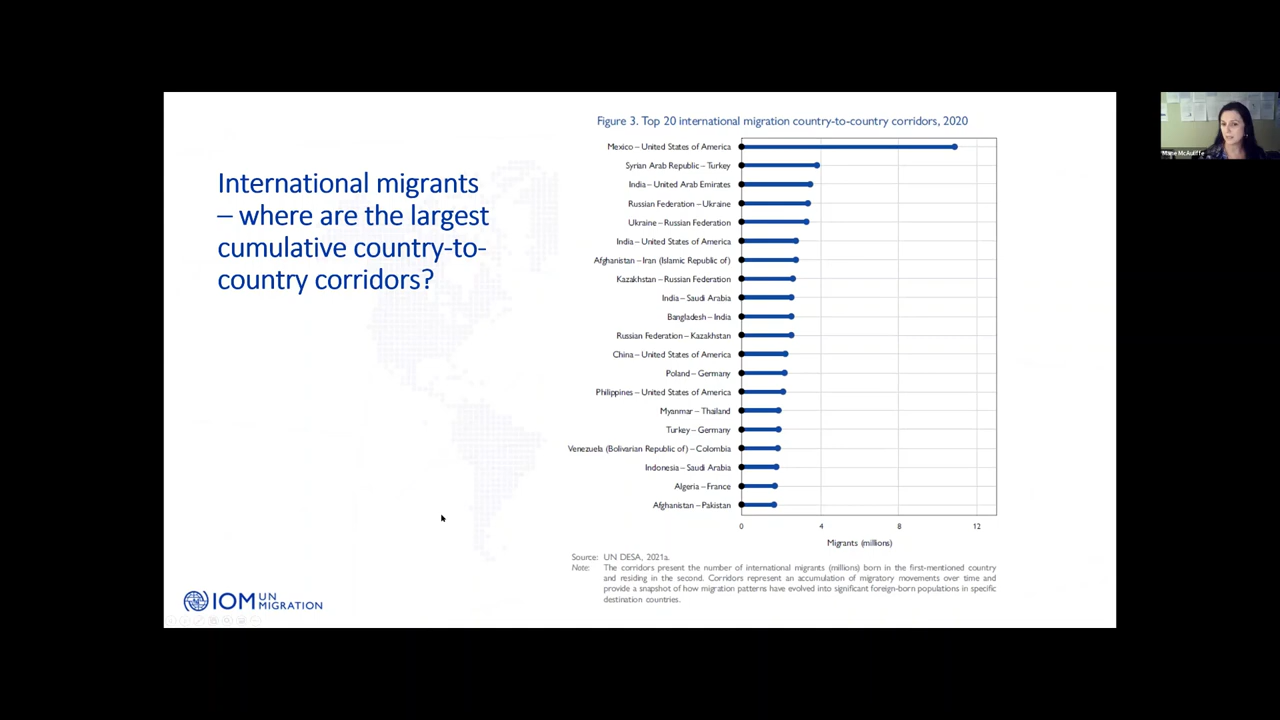 International migrants
– where are the largest
cumulative country-to-
country corridors?
Figure 3. Top 20 international migration country-to-country corridors, 2020
Mexico – United States of America
Syrian Arab Republic – Turkey
India – United Arab Emirates
Russian Federation – Ukraine
Ukraine – Russian Federation
India – United States of America
Afghanistan – Iran (Islamic Republic of)
Kazakhstan – Russian Federation
India – Saudi Arabia
Bangladesh – India
Russian Federation – Kazakhstan
China – United States of America
Poland – Germany
Philippines – United States of America
Myanmar – Thailand
Turkey – Germany
Venezuela (Bolivarian Republic of) – Colombia
Indonesia – Saudi Arabia
Algeria – France
Afghanistan – Pakistan
0 4 8 12
Migrants (millions)
Source: UN DESA, 2021a.
Note: The corridors present the number of international migrants (millions) born in the first-mentioned country
and residing in the second. Corridors represent an accumulation of migratory movements over time and
provide a snapshot of how migration patterns have evolved into significant foreign-born populations in specific
destination countries.
IOM UN
MIGRATION
Marie McAuliffe